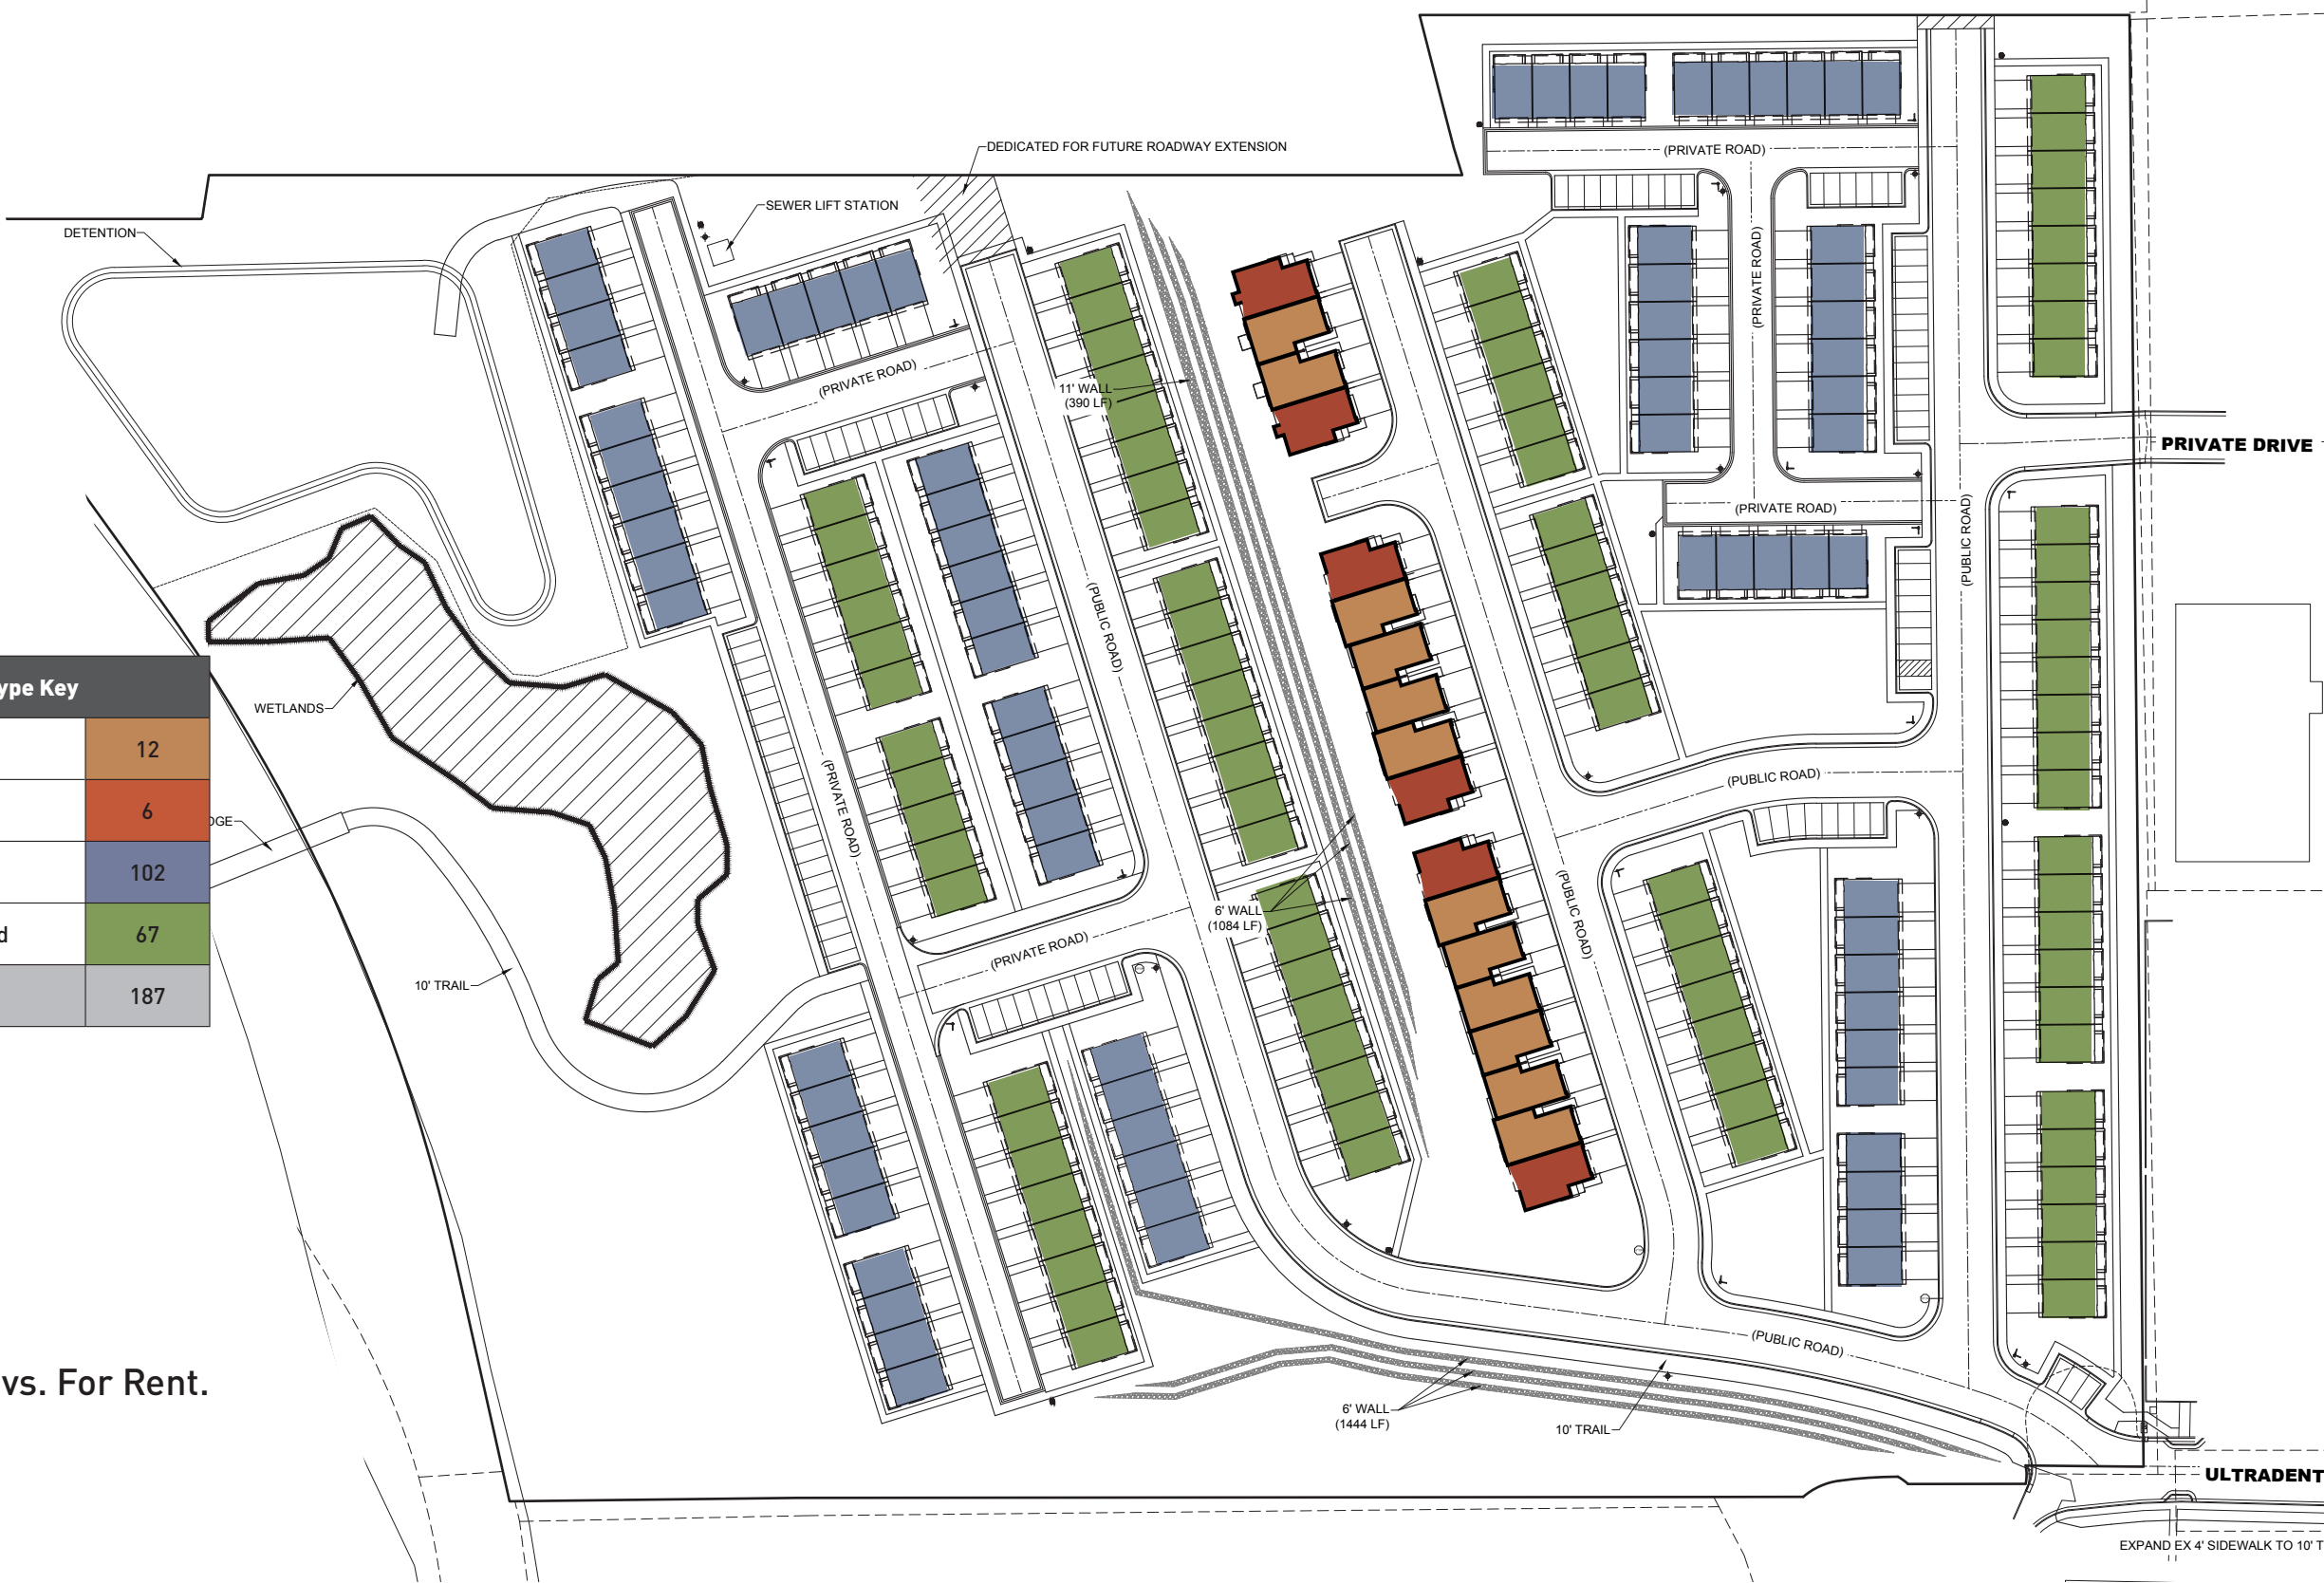 (PRIVATE ROAD)
DEDICATED FOR FUTURE ROADWAY EXTENSION
SEWER LIFT STATION
DETENTION
(PRIVATE ROAD)
(PRIVATE ROAD)
11' WALL
(390 LF)
PRIVATE DRIVE
(PRIVATE ROAD)
(PUBLIC ROAD)
(PUBLIC ROAD)
ype Key
WETLANDS
12
(PUBLIC ROAD)
(PRIVATE ROAD)
6
DGE
102
6' WALL
(1084 LF)
(PUBLIC ROAD)
d
67
(PRIVATE ROAD)
10' TRAIL
187
(PUBLIC ROAD)
vs. For Rent.
6' WALL
(1444 LF)
10' TRAIL
ULTRADENT
EXPAND EX 4' SIDEWALK TO 10' T